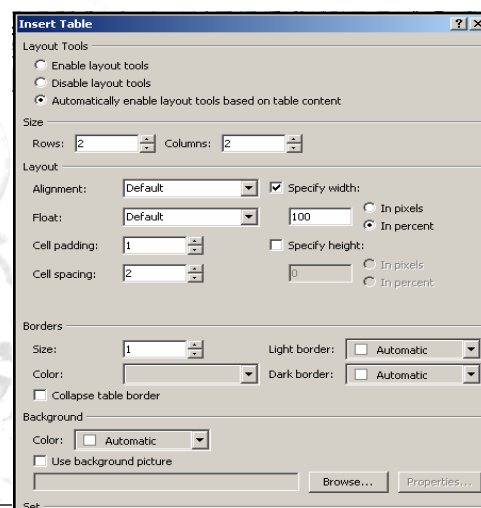 Insert Table
Layout Tools
Enable layout tools
Disable layout tools
Automatically enable layout tools based on table content
Size
Rows: 2 Columns: 2
Layout
Alignment: Default Specify width:
Float: Default 100 In pixels
In percent
Cell padding: 1 Specify height:
Cell spacing: 2 0 In pixels
In percent
Borders
Size: 1 Light border: Automatic
Color: Dark border: Automatic
Collapse table border
Background
Color: Automatic
Use background picture
Browse... Properties...
Set